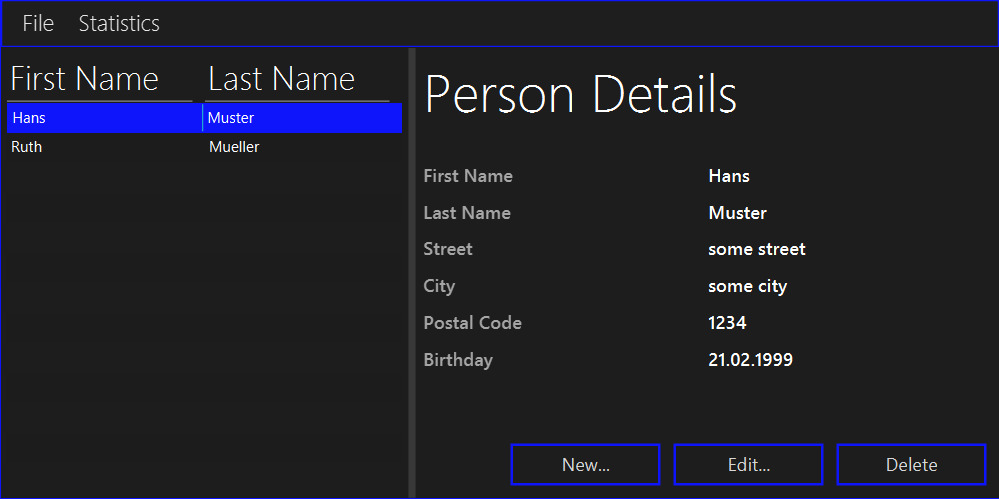 File Statistics
First Name Last Name
Hans Muster
Ruth Mueller
Person Details
First Name Hans
Last Name Muster
Street some street
City some city
Postal Code 1234
Birthday 21.02.1999
New... Edit... Delete